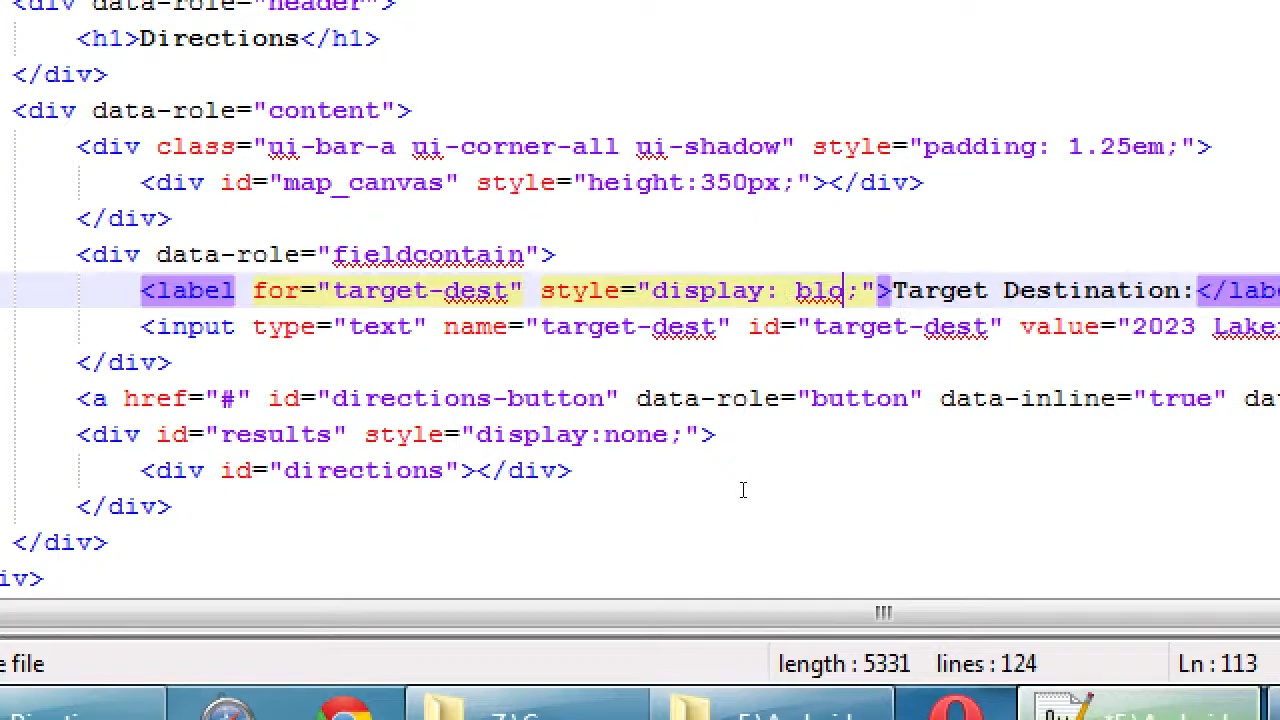 <div data-role="header">
<h1>Directions</h1>
</div>
<div data-role="content">
<div class="ui-bar-a ui-corner-all ui-shadow" style="padding: 1.25em;">
<div id="map_canvas" style="height:350px;"></div>
</div>
<div data-role="fieldcontain">
<label for="target-dest" style="display: blo;">Target Destination:</lab
<input type="text" name="target-dest" id="target-dest" value="2023 Lake
</div>
<a href="#" id="directions-button" data-role="button" data-inline="true" da
<div id="results" style="display:none;">
<div id="directions"></div>
</div>
</div>
iv>
e file length : 5331 lines : 124 Ln : 113